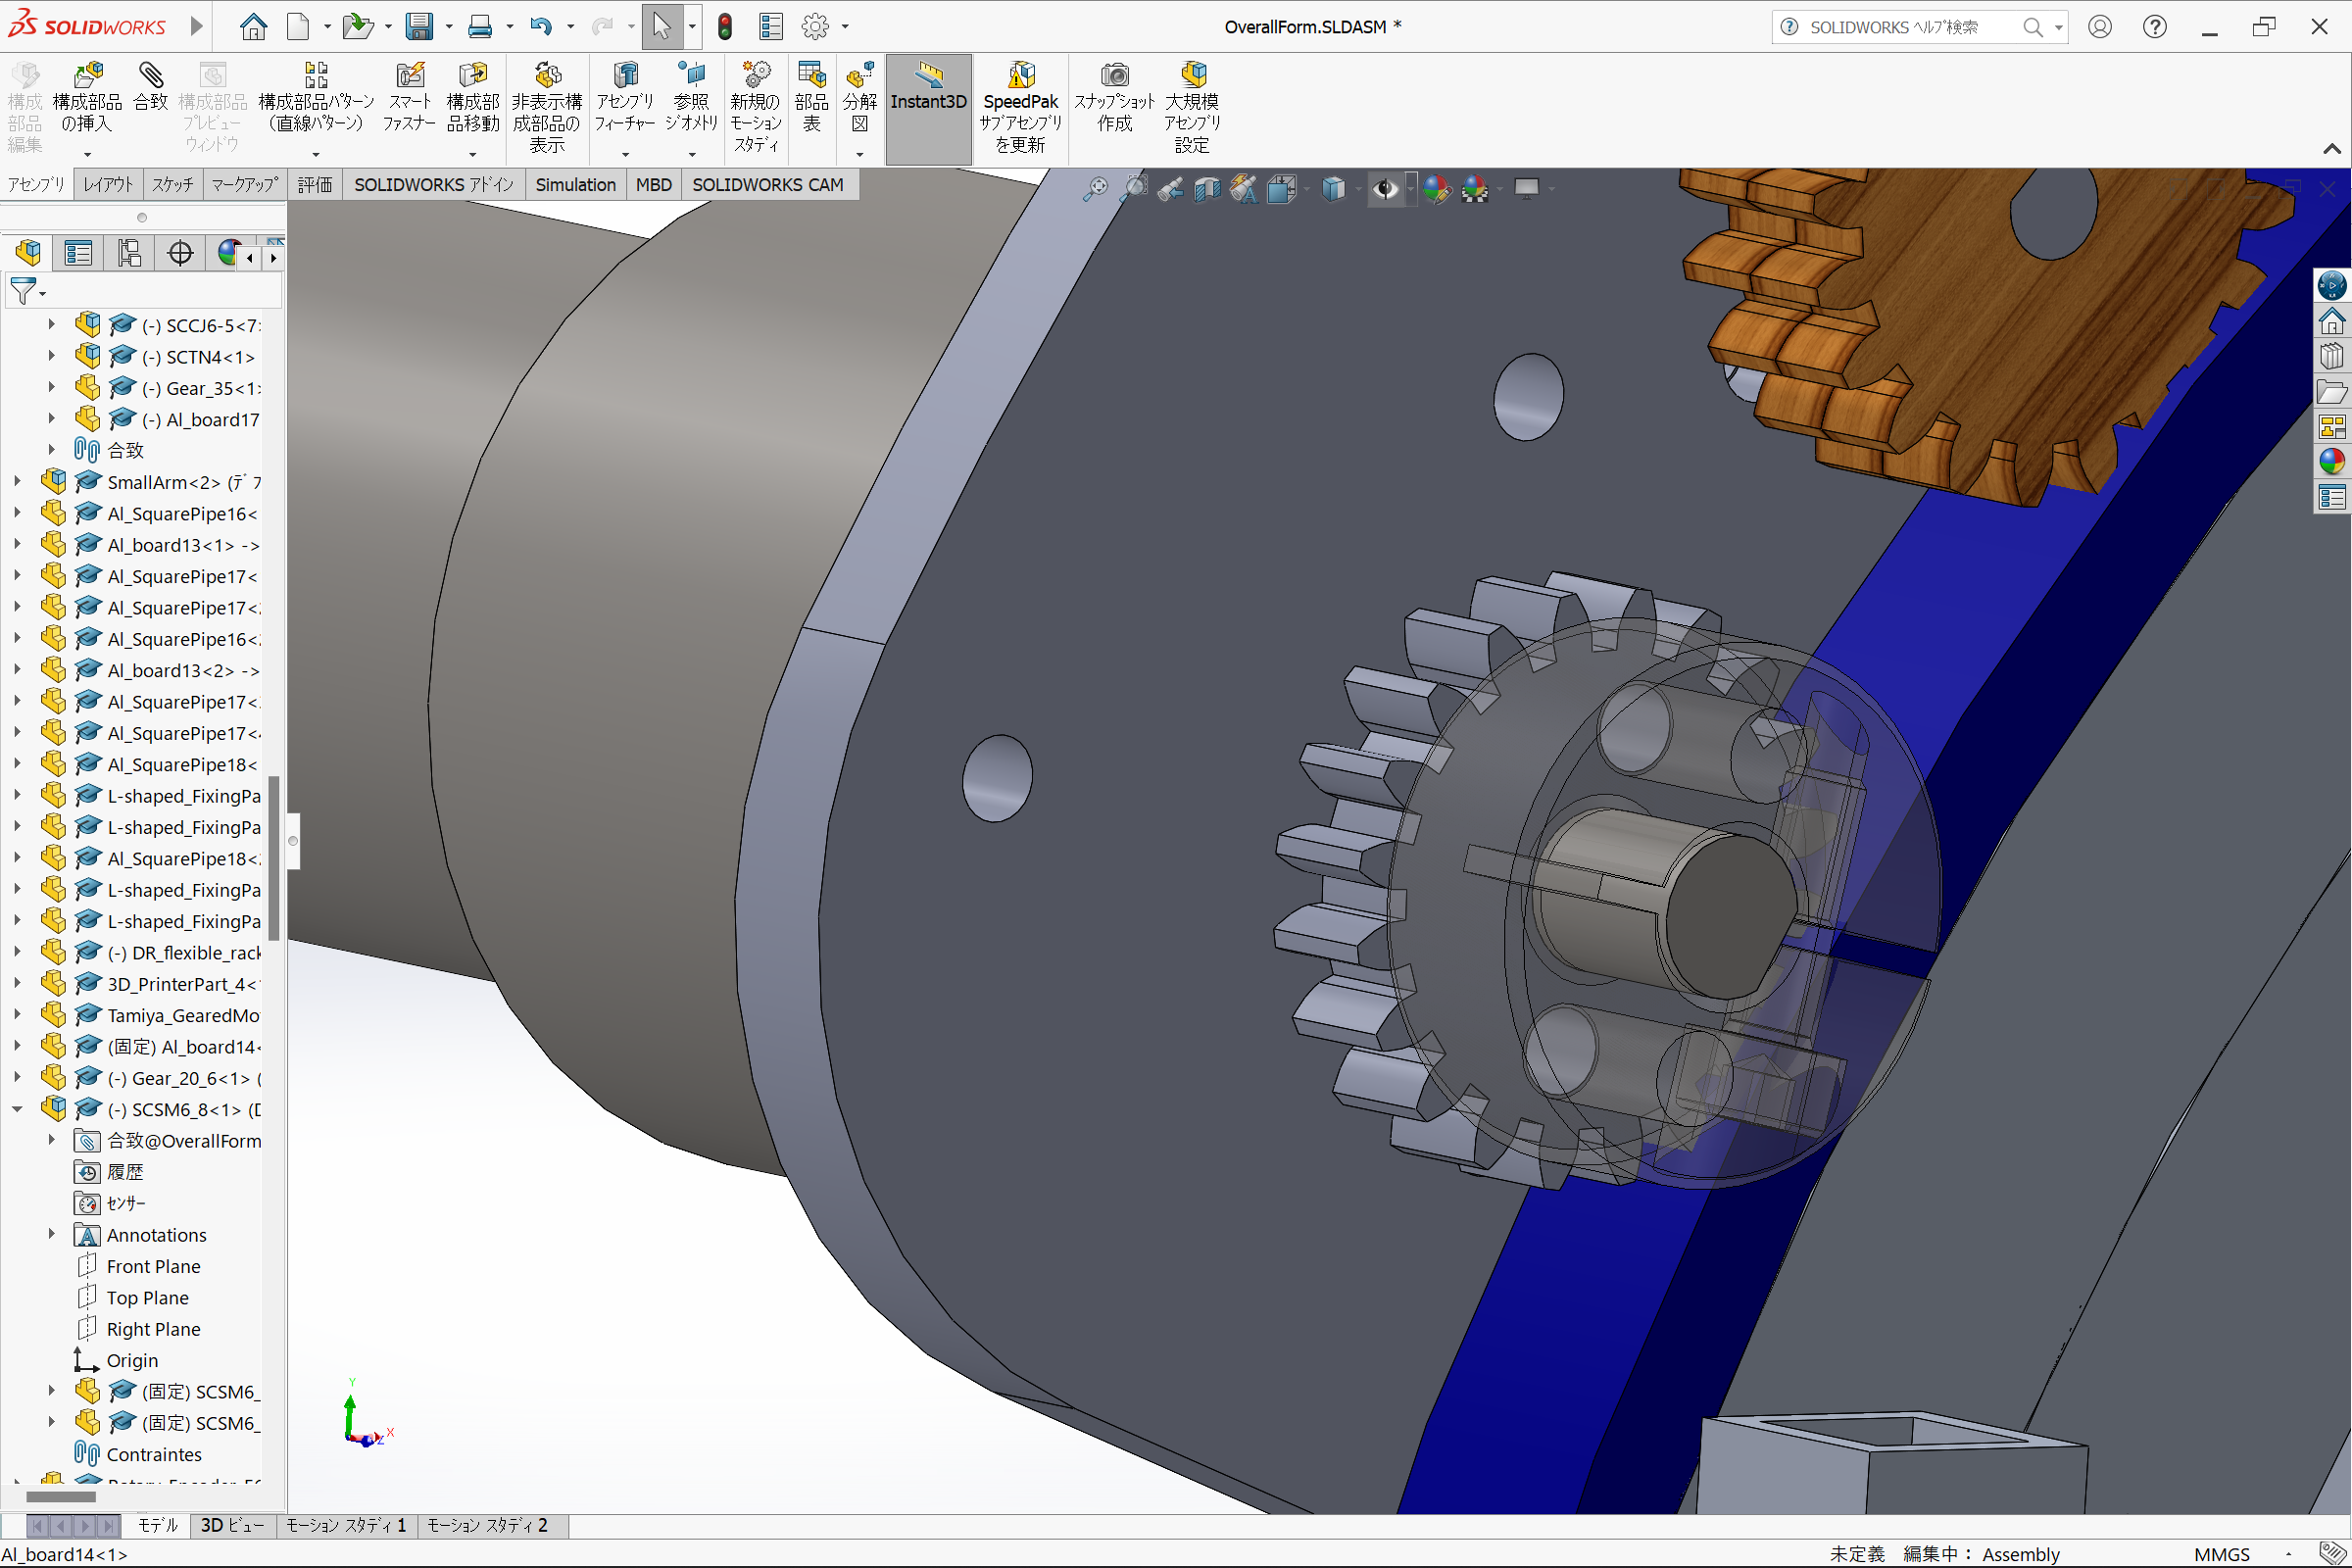 SOLIDWORKS
OverallForm.SLDASM *
SOLIDWORKS ヘルプ検索
構成部品編集
構成部品の挿入
合致
構成部品プレビューウィンドウ
構成部品パターン(直線パターン)
スマートファスナー
構成部品移動
非表示構成部品の表示
アセンブリフィーチャー
参照ジオメトリ
新規のモーションスタディ
部品表
分解図
Instant3D
SpeedPak サブアセンブリを更新
スナップショット作成
大規模アセンブリ設定
アセンブリ
レイアウト
スケッチ
マークアップ
評価
SOLIDWORKS アドイン
Simulation
MBD
SOLIDWORKS CAM
(-) SCCJ6-5<7>
(-) SCTN4<1>
(-) Gear_35<1>
(-) Al_board17
合致
SmallArm<2> (デフ
Al_SquarePipe16<
Al_board13<1> ->
Al_SquarePipe17<
Al_SquarePipe17<2
Al_SquarePipe16<2
Al_board13<2> ->
Al_SquarePipe17<3
Al_SquarePipe17<4
Al_SquarePipe18<
L-shaped_FixingPa
L-shaped_FixingPa
Al_SquarePipe18<2
L-shaped_FixingPa
L-shaped_FixingPa
(-) DR_flexible_rack
3D_PrinterPart_4<
Tamiya_GearedMo
(固定) Al_board14<
(-) Gear_20_6<1> (
(-) SCSM6_8<1> (D
合致@OverallForm
履歴
センサー
Annotations
Front Plane
Top Plane
Right Plane
Origin
(固定) SCSM6_
(固定) SCSM6_
Contraintes
Y
X
Z
モデル
3D ビュー
モーション スタディ 1
モーション スタディ 2
Al_board14<1>
未定義
編集中： Assembly
MMGS